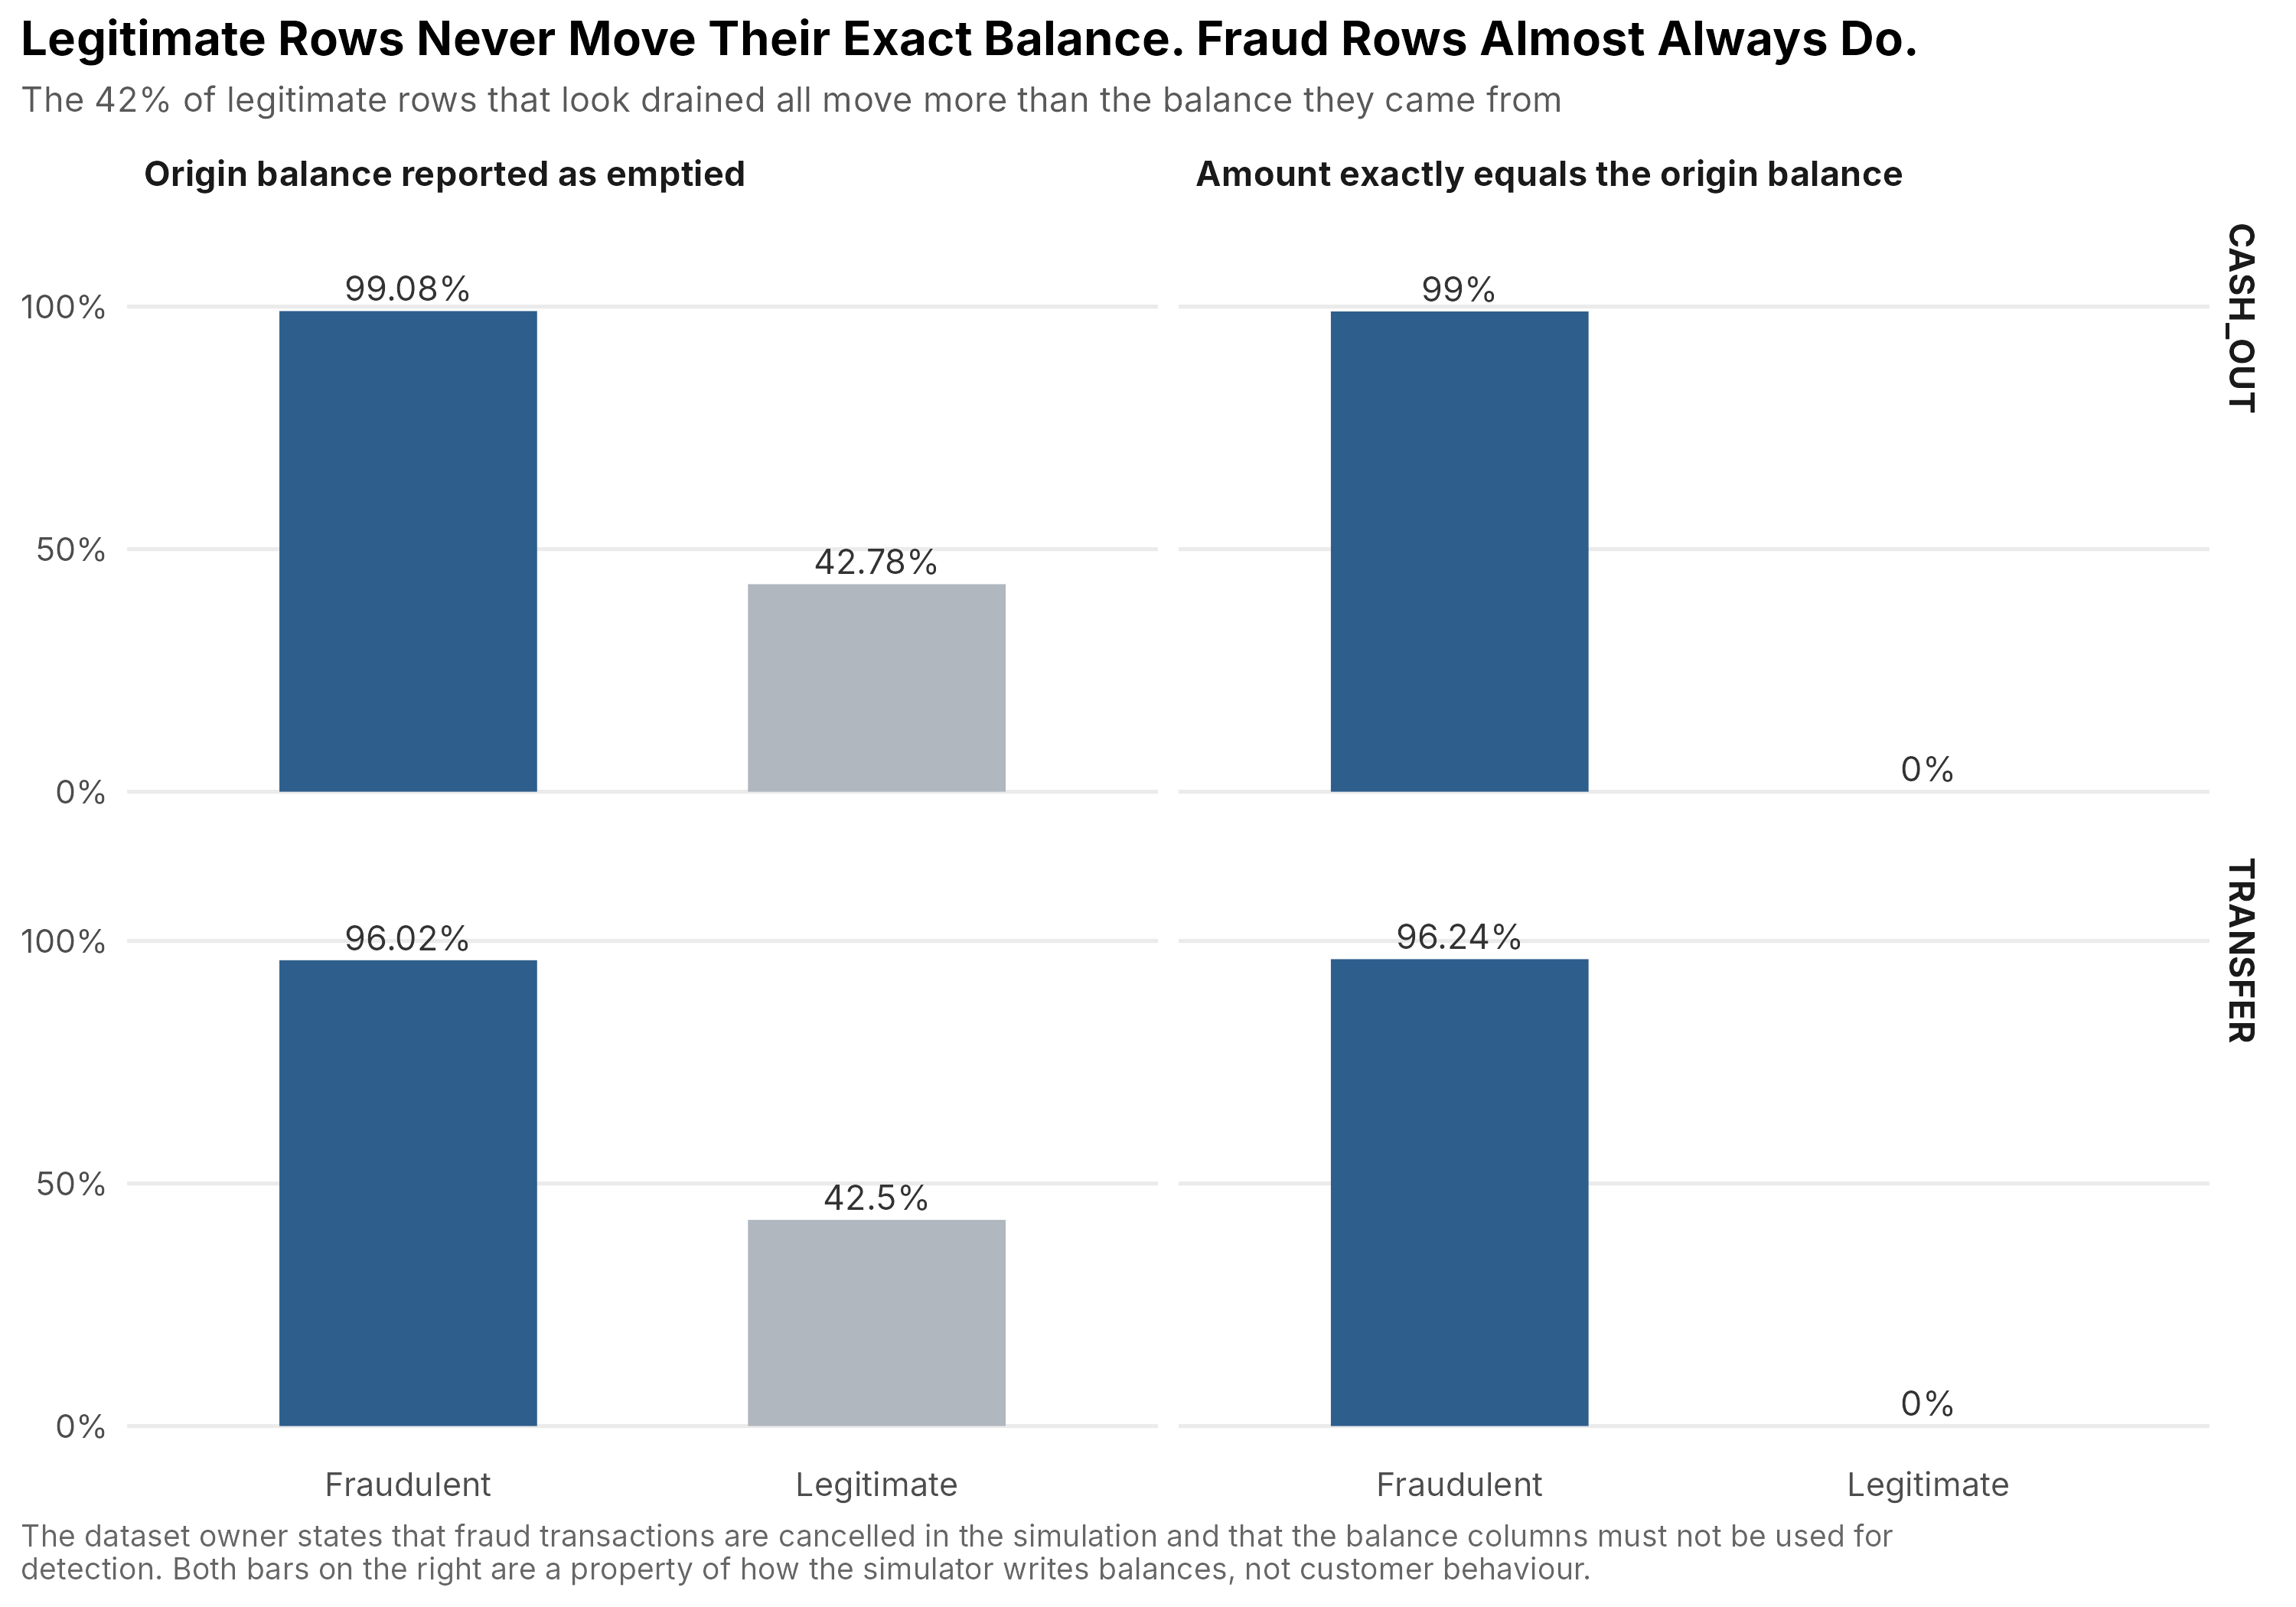 Legitimate Rows Never Move Their Exact Balance. Fraud Rows Almost Always Do.
The 42% of legitimate rows that look drained all move more than the balance they came from
Origin balance reported as emptied
Amount exactly equals the origin balance
CASH_OUT
100%
50%
0%
99.08%
42.78%
99%
0%
TRANSFER
100%
50%
0%
96.02%
42.5%
96.24%
0%
Fraudulent
Legitimate
Fraudulent
Legitimate
The dataset owner states that fraud transactions are cancelled in the simulation and that the balance columns must not be used for
detection. Both bars on the right are a property of how the simulator writes balances, not customer behaviour.